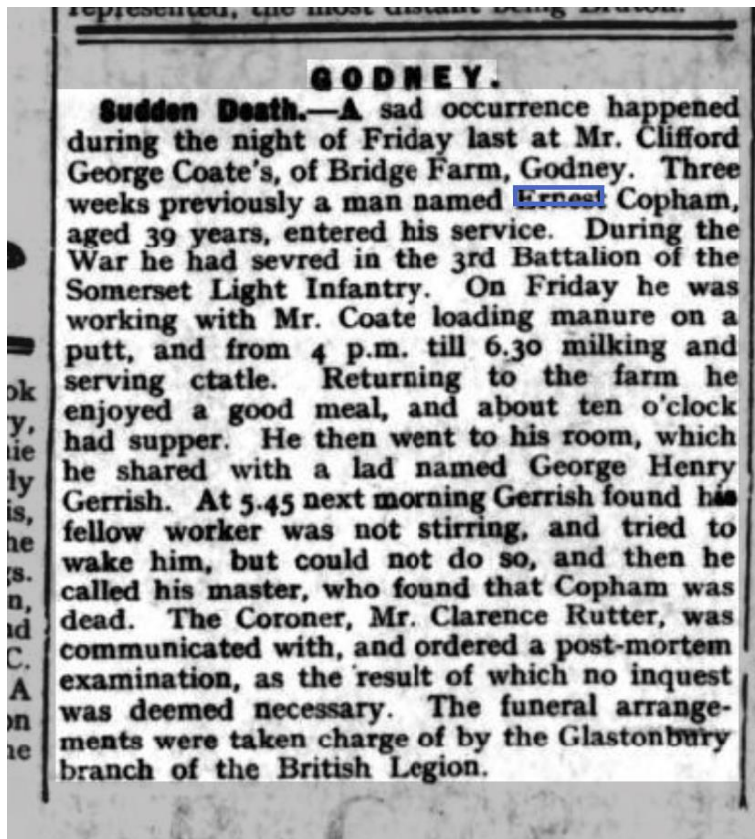 represented, the most distant being Bruton.
GODNEY.
Sudden Death.—A sad occurrence happened
during the night of Friday last at Mr. Clifford
George Coate's, of Bridge Farm, Godney. Three
weeks previously a man named Ernest Copham,
aged 39 years, entered his service. During the
War he had sevred in the 3rd Battalion of the
Somerset Light Infantry. On Friday he was
working with Mr. Coate loading manure on a
putt, and from 4 p.m. till 6.30 milking and
serving ctatle. Returning to the farm he
enjoyed a good meal, and about ten o'clock
had supper. He then went to his room, which
he shared with a lad named George Henry
Gerrish. At 5.45 next morning Gerrish found his
fellow worker was not stirring, and tried to
wake him, but could not do so, and then he
called his master, who found that Copham was
dead. The Coroner, Mr. Clarence Rutter, was
communicated with, and ordered a post-mortem
examination, as the result of which no inquest
was deemed necessary. The funeral arrange-
ments were taken charge of by the Glastonbury
branch of the British Legion.